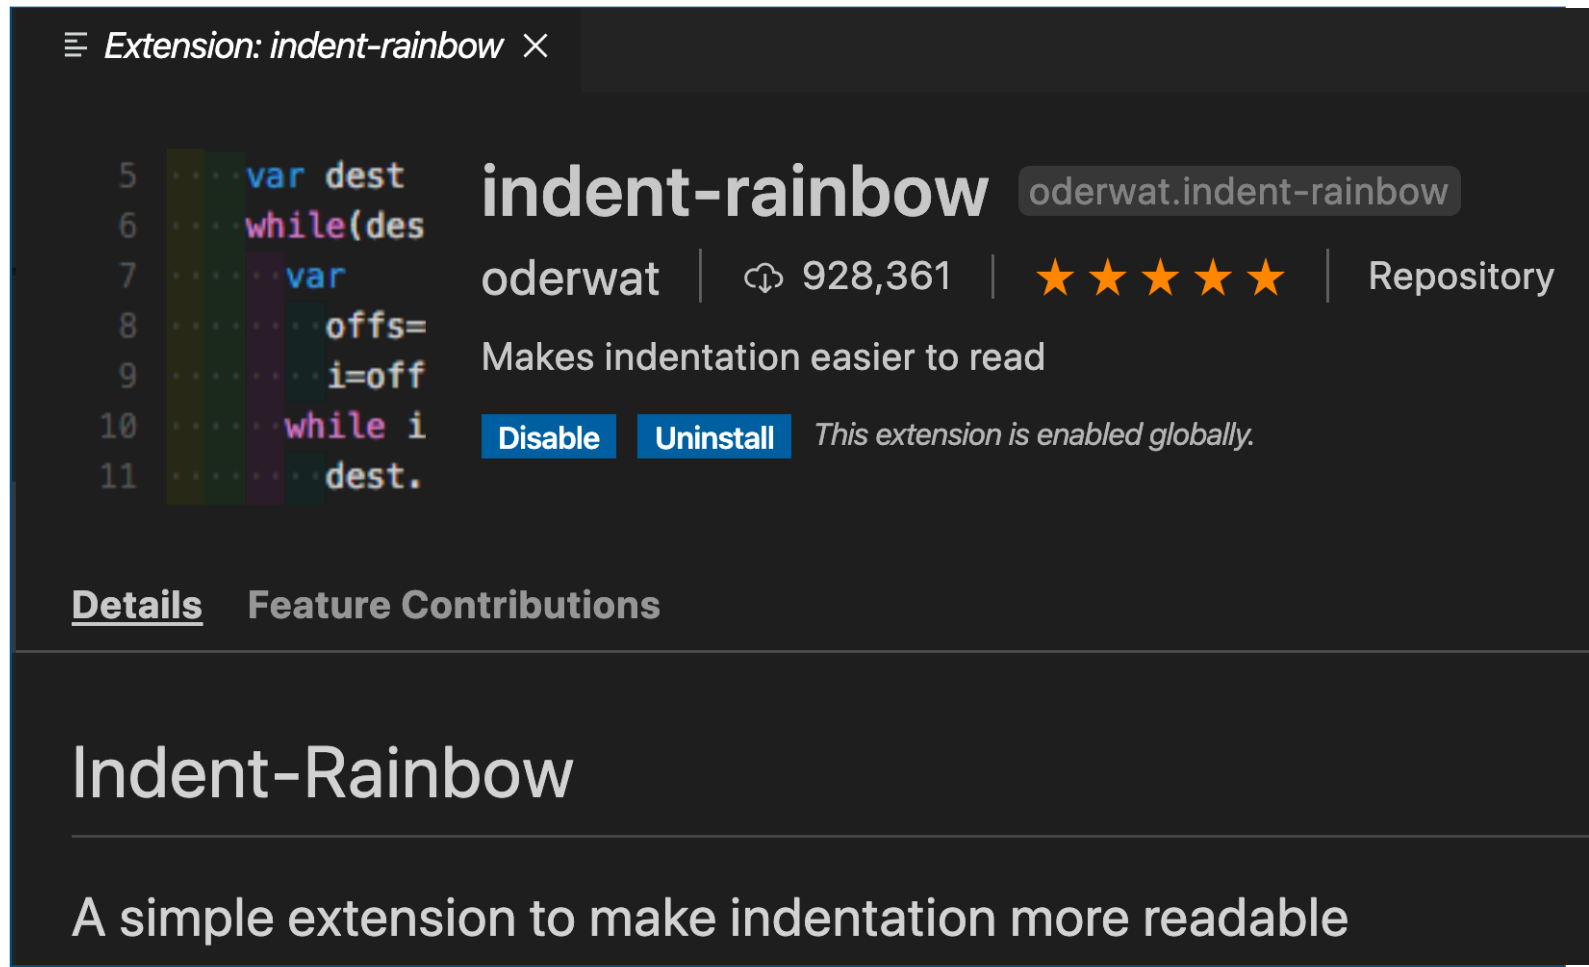 Extension: indent-rainbow
5 ····var dest
6 ····while(des
7 ······var
8 ········offs=
9 ········i=off
10 ······while i
11 ········dest.
indent-rainbow oderwat.indent-rainbow
oderwat | 928,361 | ★★★★★ | Repository
Makes indentation easier to read
Disable Uninstall This extension is enabled globally.
Details Feature Contributions
Indent-Rainbow
A simple extension to make indentation more readable